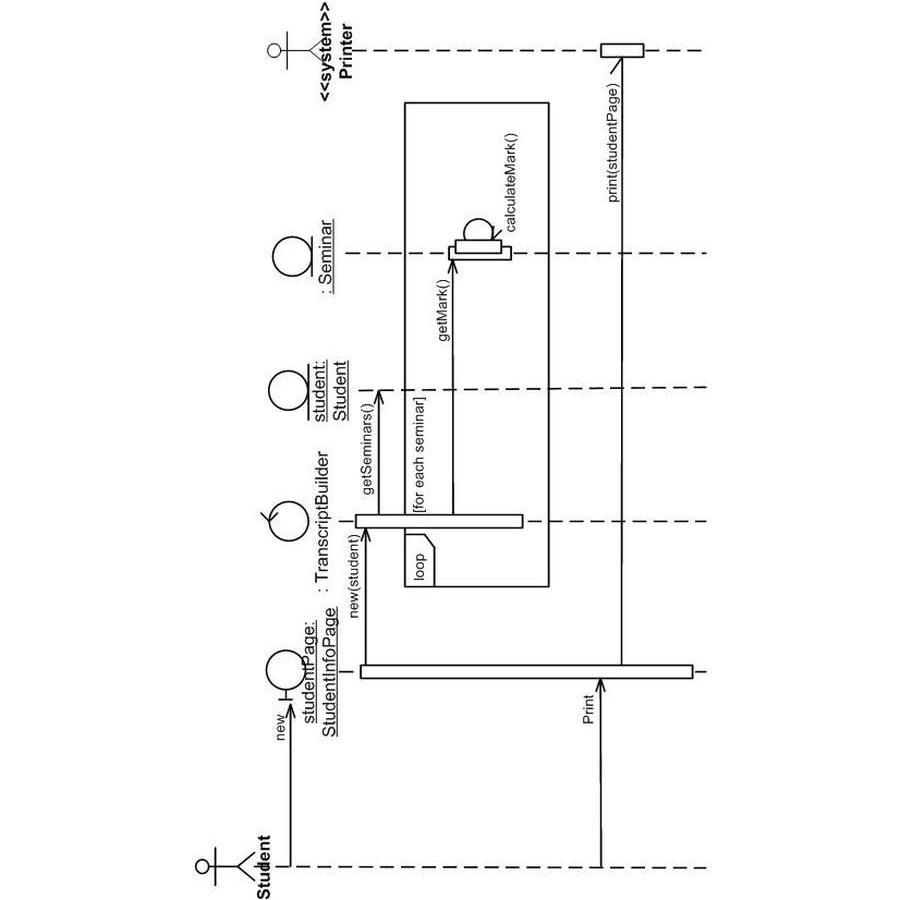 Student
new
studentPage:
StudentInfoPage
: TranscriptBuilder
student:
Student
: Seminar
<<system>>
Printer
new(student)
getSeminars()
loop
[for each seminar]
getMark()
calculateMark()
Print
print(studentPage)